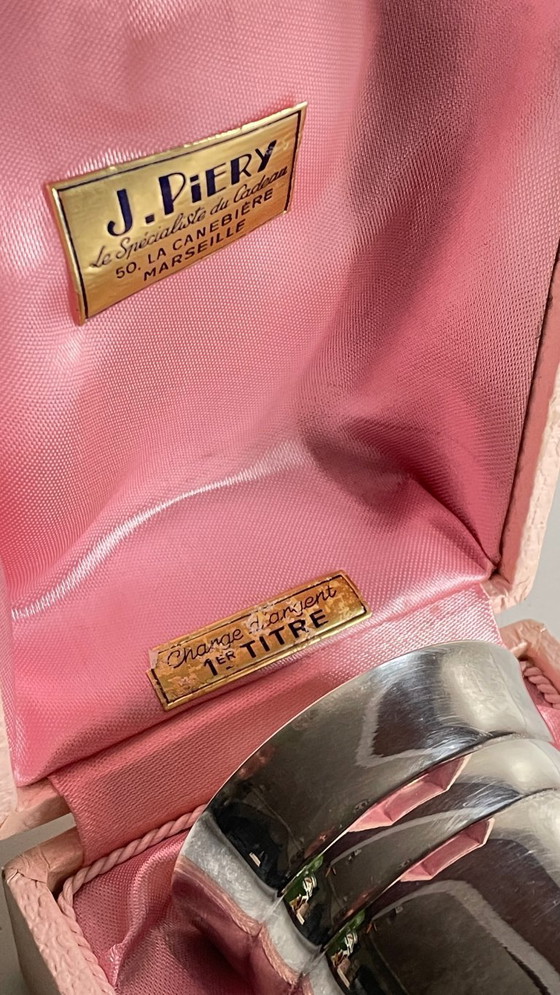 J. PiERY
Le Spécialiste du Cadeau
50, LA CANEBIÈRE
MARSEILLE
Charge d'argent
1ER TITRE